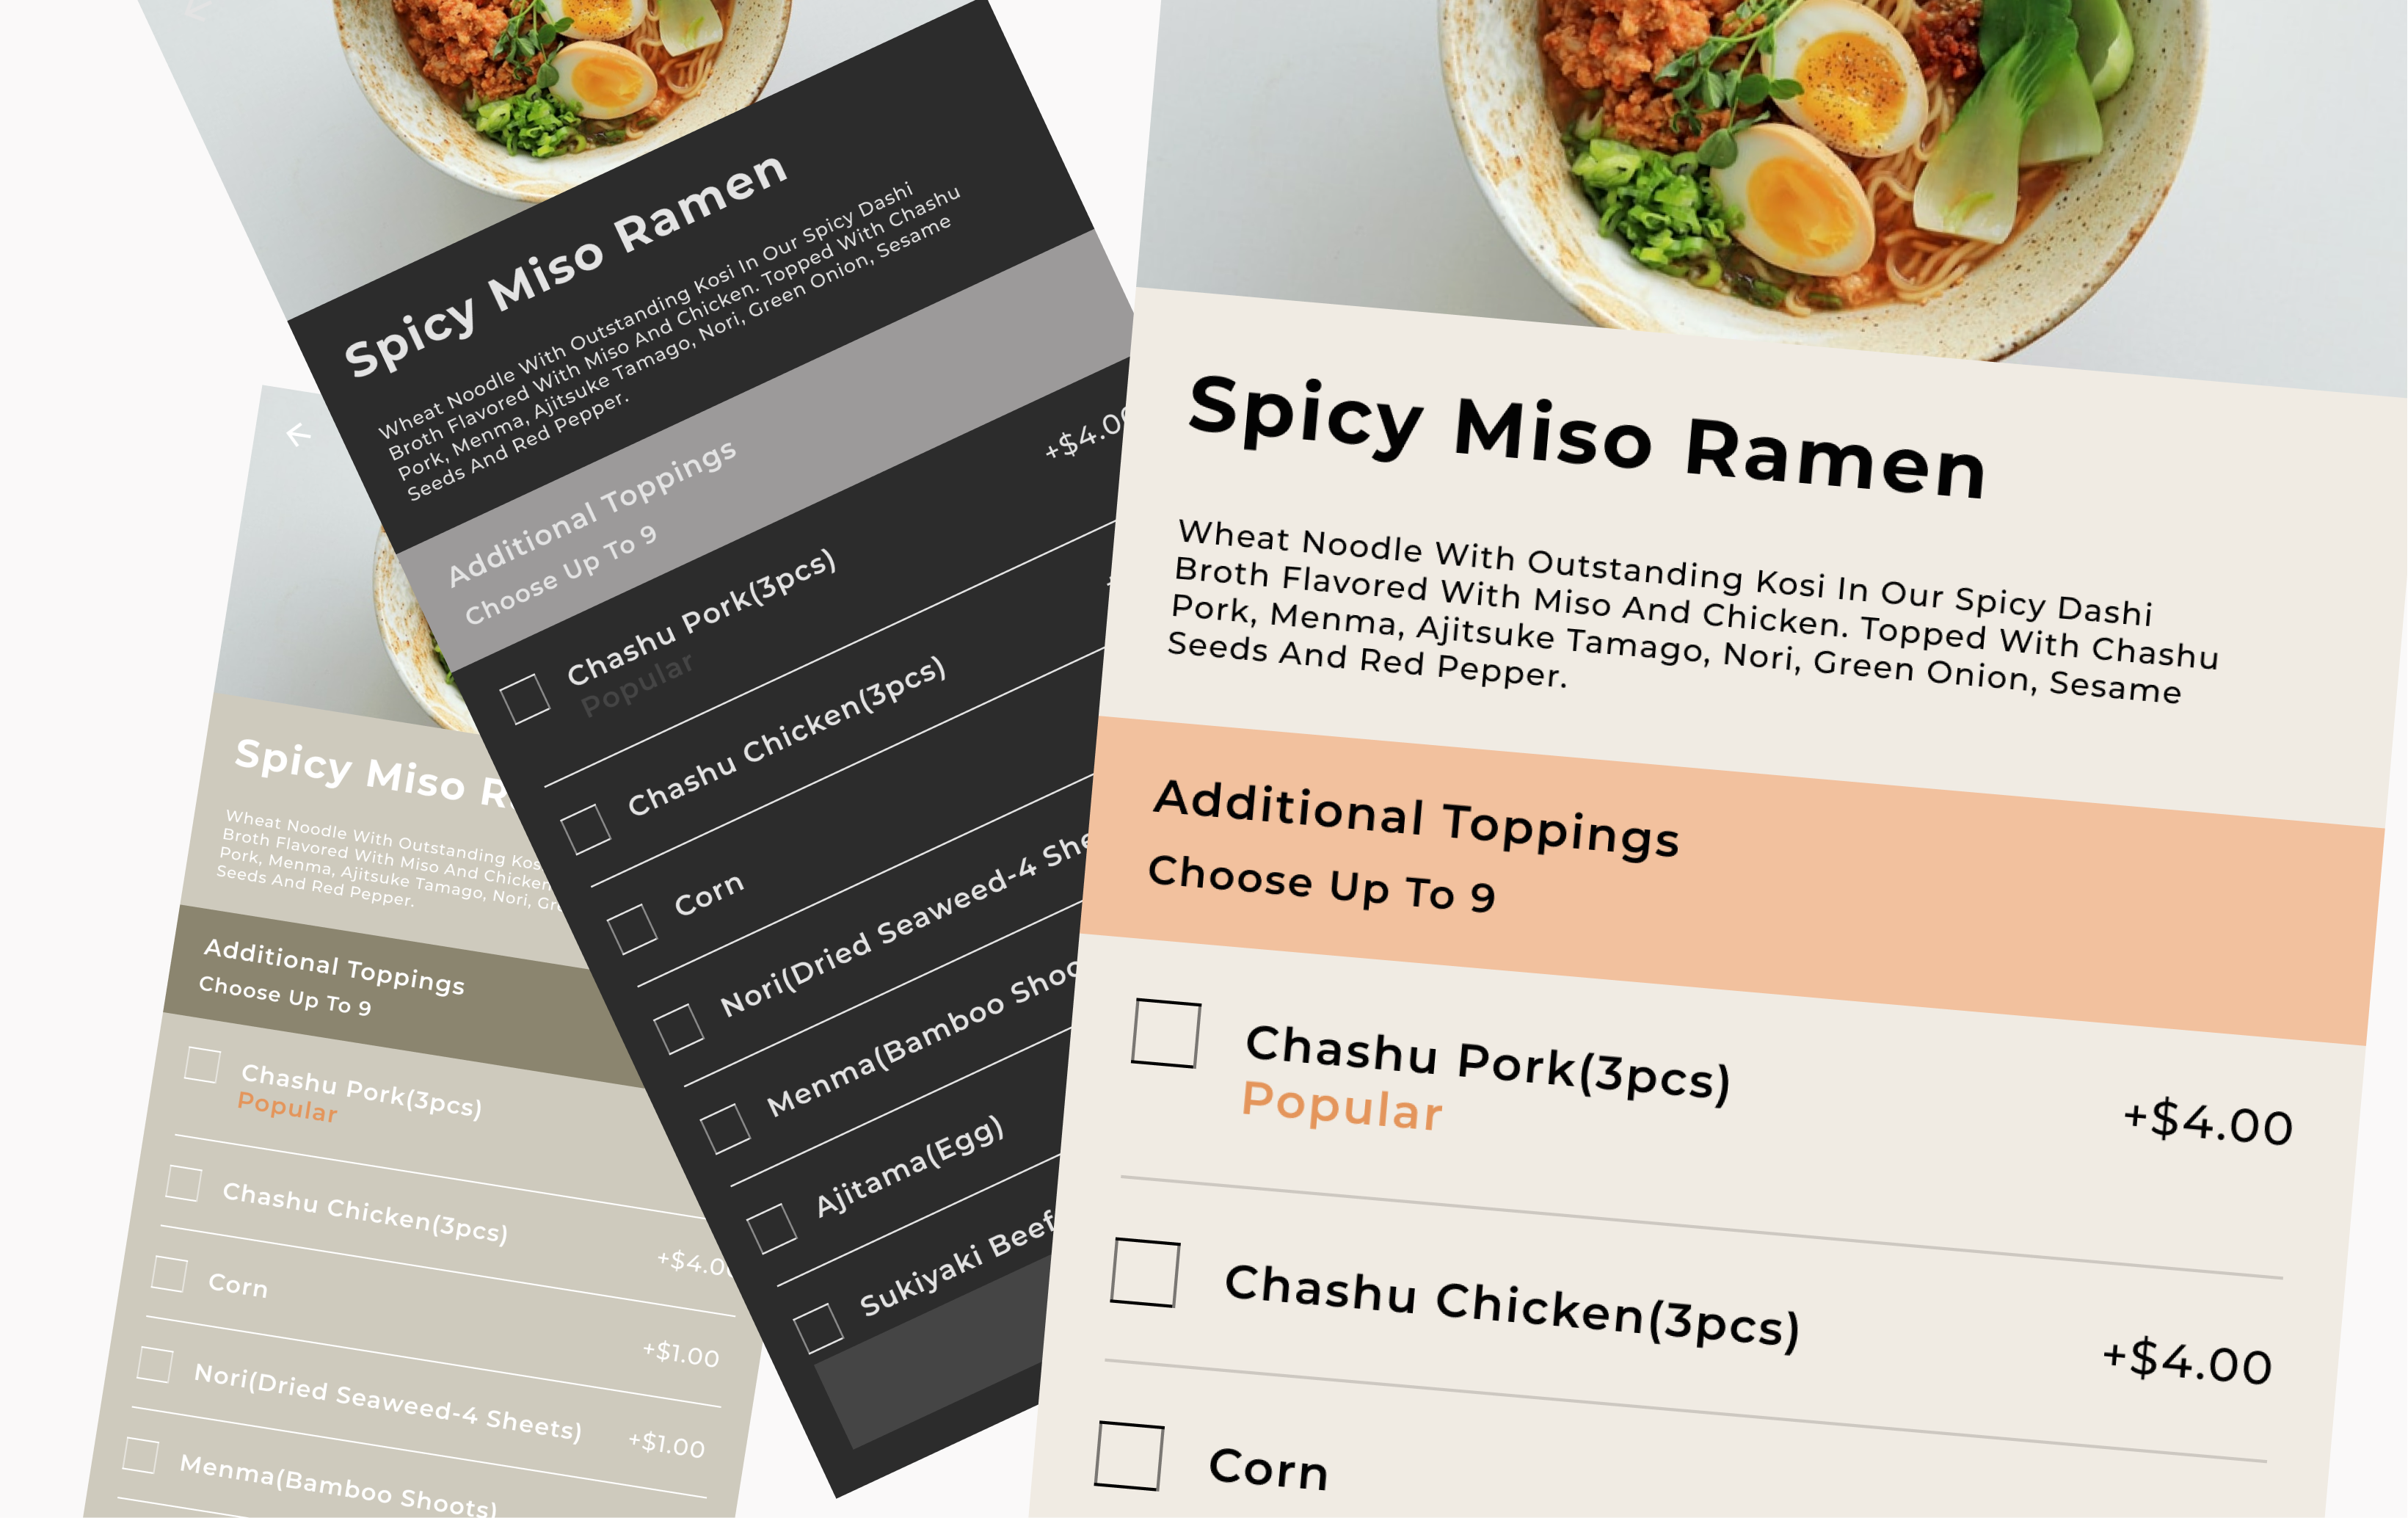 Spicy Miso
Wheat Noodle With Outstanding
Broth Flavored With Miso And Chicken
Pork, Menma, Ajitsuke Tamago, Nori,
Seeds And Red Pepper.
Additional Toppings
Choose Up To 9
Chashu Pork(3pcs)
Popular
Chashu Chicken(3pcs)
+$4.00
Corn
+$1.00
Nori(Dried Seaweed-4 Sheets)
+$1.00
Menma(Bamboo Shoots)
Spicy Miso Ramen
Wheat Noodle With Outstanding Kosi In Our Spicy Dashi
Broth Flavored With Miso And Chicken. Topped With Chashu
Pork, Menma, Ajitsuke Tamago, Nori, Green Onion, Sesame
Seeds And Red Pepper.
Additional Toppings
Choose Up To 9
Chashu Pork(3pcs)
Popular
+$4.00
Chashu Chicken(3pcs)
Corn
Nori(Dried Seaweed-4
Menma(Bamboo
Ajitama(Egg)
Sukiyaki Beef
Spicy Miso Ramen
Wheat Noodle With Outstanding Kosi In Our Spicy Dashi
Broth Flavored With Miso And Chicken. Topped With Chashu
Pork, Menma, Ajitsuke Tamago, Nori, Green Onion, Sesame
Seeds And Red Pepper.
Additional Toppings
Choose Up To 9
Chashu Pork(3pcs)
Popular
+$4.00
Chashu Chicken(3pcs)
+$4.00
Corn